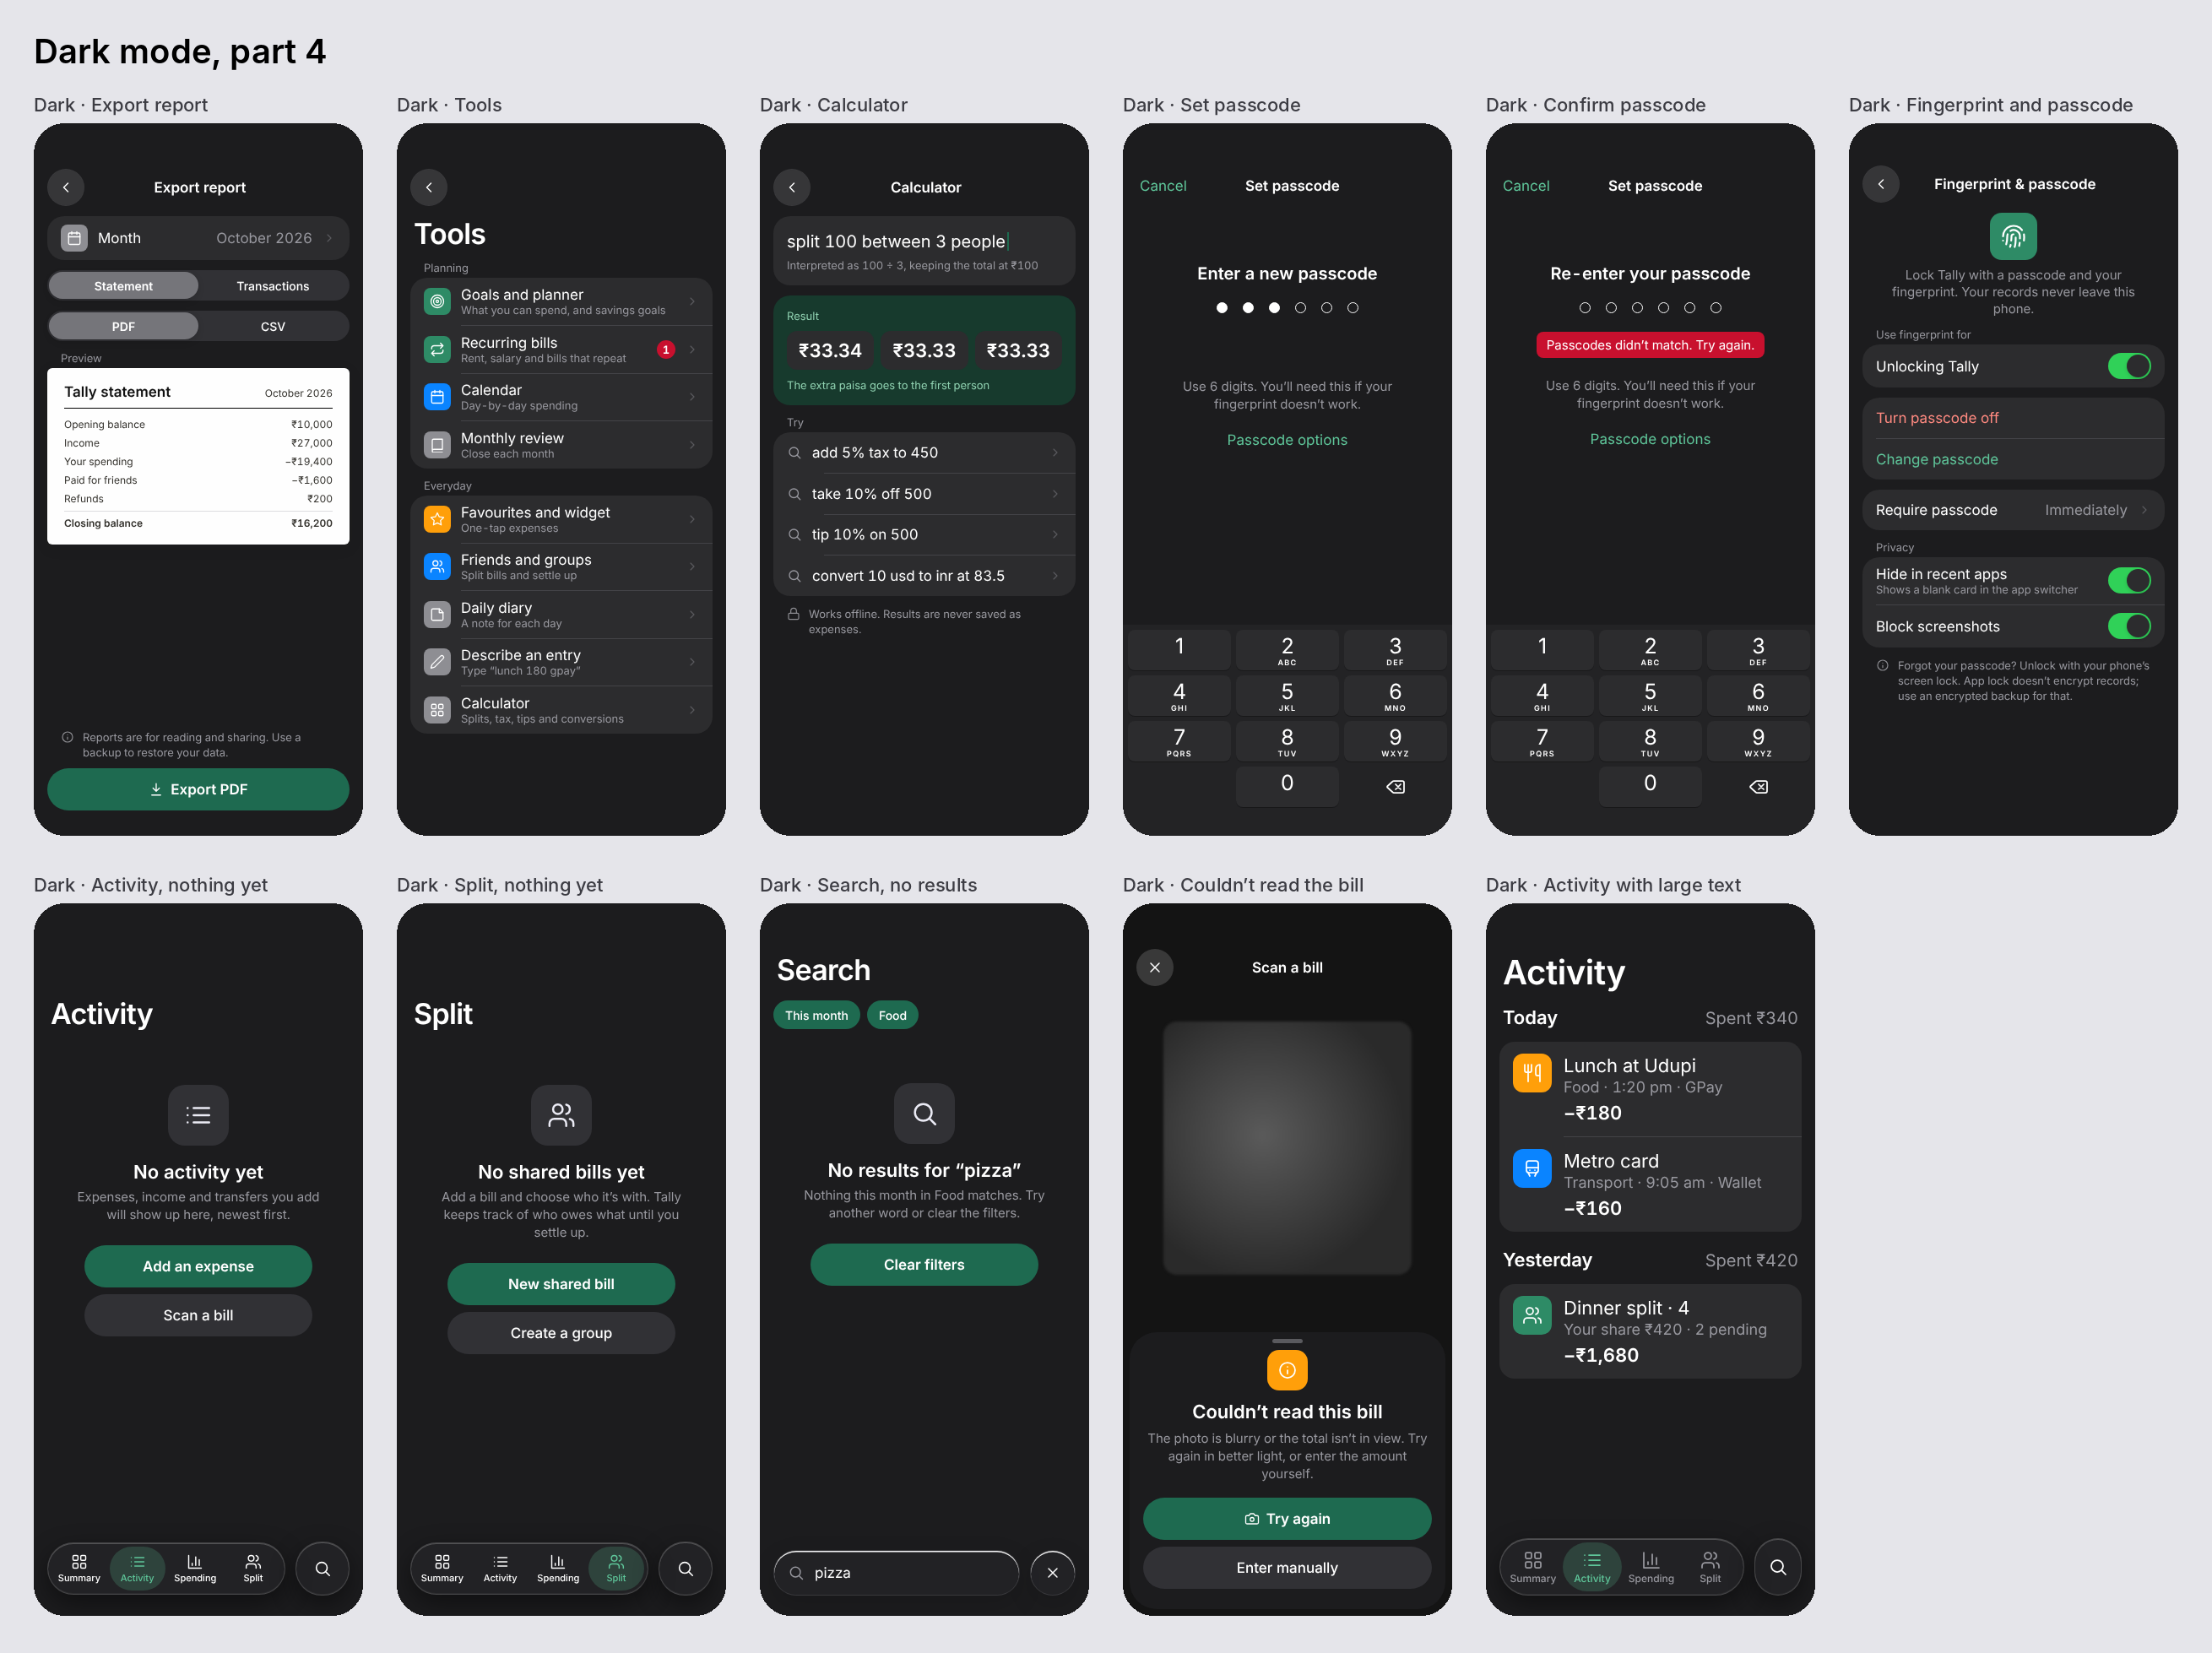 Dark mode, part 4
Dark · Export report
Export report
Month
October 2026
Statement
Transactions
PDF
CSV
Preview
Tally statement
October 2026
Opening balance
₹10,000
Income
₹27,000
Your spending
−₹19,400
Paid for friends
−₹1,600
Refunds
₹200
Closing balance
₹16,200
Reports are for reading and sharing. Use a
backup to restore your data.
Export PDF
Dark · Tools
Tools
Planning
Goals and planner
What you can spend, and savings goals
Recurring bills
Rent, salary and bills that repeat
1
Calendar
Day-by-day spending
Monthly review
Close each month
Everyday
Favourites and widget
One-tap expenses
Friends and groups
Split bills and settle up
Daily diary
A note for each day
Describe an entry
Type “lunch 180 gpay”
Calculator
Splits, tax, tips and conversions
Dark · Calculator
Calculator
split 100 between 3 people
Interpreted as 100 ÷ 3, keeping the total at ₹100
Result
₹33.34
₹33.33
₹33.33
The extra paisa goes to the first person
Try
add 5% tax to 450
take 10% off 500
tip 10% on 500
convert 10 usd to inr at 83.5
Works offline. Results are never saved as
expenses.
Dark · Set passcode
Cancel
Set passcode
Enter a new passcode
Use 6 digits. You’ll need this if your
fingerprint doesn’t work.
Passcode options
1
2
ABC
3
DEF
4
GHI
5
JKL
6
MNO
7
PQRS
8
TUV
9
WXYZ
0
Dark · Confirm passcode
Cancel
Set passcode
Re-enter your passcode
Passcodes didn’t match. Try again.
Use 6 digits. You’ll need this if your
fingerprint doesn’t work.
Passcode options
1
2
ABC
3
DEF
4
GHI
5
JKL
6
MNO
7
PQRS
8
TUV
9
WXYZ
0
Dark · Fingerprint and passcode
Fingerprint & passcode
Lock Tally with a passcode and your
fingerprint. Your records never leave this
phone.
Use fingerprint for
Unlocking Tally
Turn passcode off
Change passcode
Require passcode
Immediately
Privacy
Hide in recent apps
Shows a blank card in the app switcher
Block screenshots
Forgot your passcode? Unlock with your phone’s
screen lock. App lock doesn’t encrypt records;
use an encrypted backup for that.
Dark · Activity, nothing yet
Activity
No activity yet
Expenses, income and transfers you add
will show up here, newest first.
Add an expense
Scan a bill
Summary
Activity
Spending
Split
Dark · Split, nothing yet
Split
No shared bills yet
Add a bill and choose who it’s with. Tally
keeps track of who owes what until you
settle up.
New shared bill
Create a group
Summary
Activity
Spending
Split
Dark · Search, no results
Search
This month
Food
No results for “pizza”
Nothing this month in Food matches. Try
another word or clear the filters.
Clear filters
pizza
Dark · Couldn’t read the bill
Scan a bill
Couldn’t read this bill
The photo is blurry or the total isn’t in view. Try
again in better light, or enter the amount
yourself.
Try again
Enter manually
Dark · Activity with large text
Activity
Today
Spent ₹340
Lunch at Udupi
Food · 1:20 pm · GPay
−₹180
Metro card
Transport · 9:05 am · Wallet
−₹160
Yesterday
Spent ₹420
Dinner split · 4
Your share ₹420 · 2 pending
−₹1,680
Summary
Activity
Spending
Split